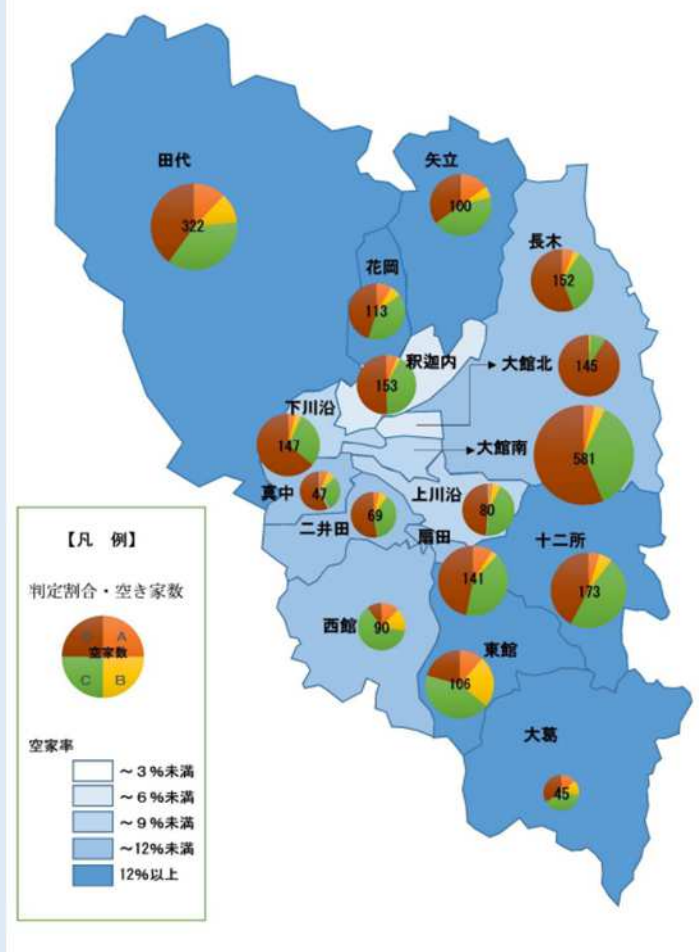 田代
322
矢立
100
長木
152
花岡
113
釈迦内
153
大館北
145
下川沿
147
大館南
581
真中
47
二井田
69
上川沿
80
扇田
141
十二所
173
西館
90
東館
106
大葛
45
【凡 例】
判定割合・空き家数
D A
空家数
C B
空家率
～3％未満
～6％未満
～9％未満
～12％未満
12％以上